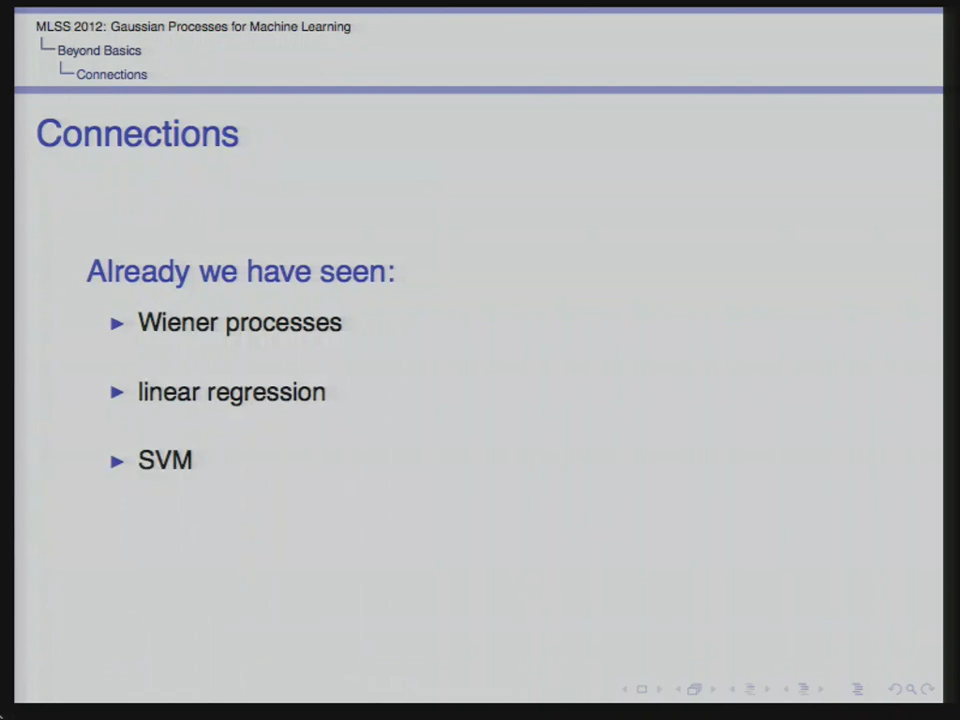 MLSS 2012: Gaussian Processes for Machine Learning
Beyond Basics
Connections
Connections
Already we have seen:
Wiener processes
linear regression
SVM